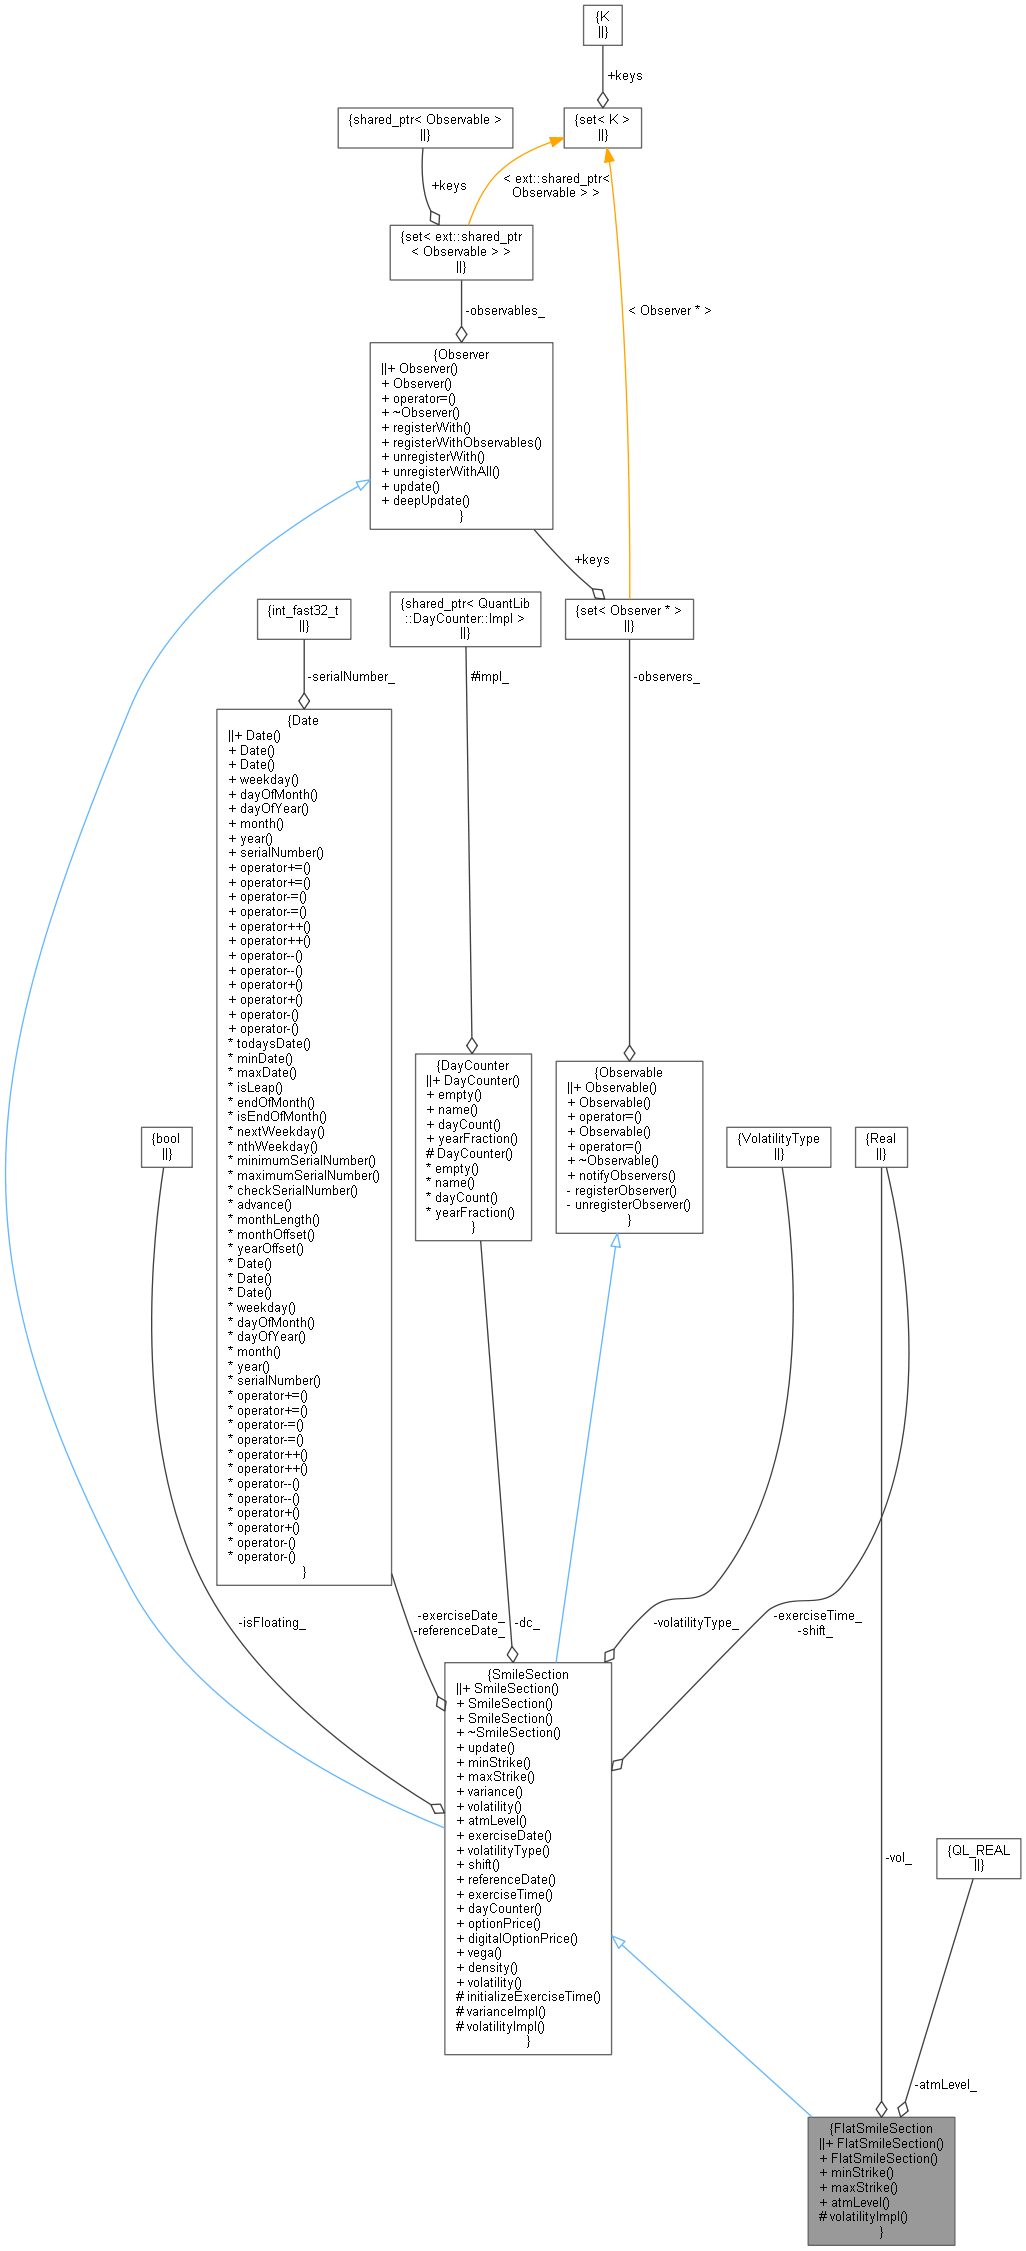 {K
||}
+keys
{shared_ptr< Observable >
||}
{set< K >
||}
+keys
< ext::shared_ptr<
Observable > >
{set< ext::shared_ptr
< Observable > >
||}
-observables_
< Observer * >
{Observer
||+ Observer()
+ Observer()
+ operator=()
+ ~Observer()
+ registerWith()
+ registerWithObservables()
+ unregisterWith()
+ unregisterWithAll()
+ update()
+ deepUpdate()
}
+keys
{int_fast32_t
||}
{shared_ptr< QuantLib
::DayCounter::Impl >
||}
{set< Observer * >
||}
-serialNumber_
#impl_
-observers_
{Date
||+ Date()
+ Date()
+ Date()
+ weekday()
+ dayOfMonth()
+ dayOfYear()
+ month()
+ year()
+ serialNumber()
+ operator+=()
+ operator+=()
+ operator-=()
+ operator-=()
+ operator++()
+ operator++()
+ operator--()
+ operator--()
+ operator+()
+ operator+()
+ operator-()
+ operator-()
* todaysDate()
* minDate()
* maxDate()
* isLeap()
* endOfMonth()
* isEndOfMonth()
* nextWeekday()
* nthWeekday()
* minimumSerialNumber()
* maximumSerialNumber()
* checkSerialNumber()
* advance()
* monthLength()
* monthOffset()
* yearOffset()
* Date()
* Date()
* Date()
* weekday()
* dayOfMonth()
* dayOfYear()
* month()
* year()
* serialNumber()
* operator+=()
* operator+=()
* operator-=()
* operator-=()
* operator++()
* operator++()
* operator--()
* operator--()
* operator+()
* operator+()
* operator-()
* operator-()
}
{DayCounter
||+ DayCounter()
+ empty()
+ name()
+ dayCount()
+ yearFraction()
# DayCounter()
* empty()
* name()
* dayCount()
* yearFraction()
}
{Observable
||+ Observable()
+ Observable()
+ operator=()
+ Observable()
+ operator=()
+ ~Observable()
+ notifyObservers()
- registerObserver()
- unregisterObserver()
}
{bool
||}
{VolatilityType
||}
{Real
||}
-isFloating_
-exerciseDate_
-referenceDate_
-dc_
-volatilityType_
-exerciseTime_
-shift_
{SmileSection
||+ SmileSection()
+ SmileSection()
+ SmileSection()
+ ~SmileSection()
+ update()
+ minStrike()
+ maxStrike()
+ variance()
+ volatility()
+ atmLevel()
+ exerciseDate()
+ volatilityType()
+ shift()
+ referenceDate()
+ exerciseTime()
+ dayCounter()
+ optionPrice()
+ digitalOptionPrice()
+ vega()
+ density()
+ volatility()
# initializeExerciseTime()
# varianceImpl()
# volatilityImpl()
}
-vol_
{QL_REAL
||}
-atmLevel_
{FlatSmileSection
||+ FlatSmileSection()
+ FlatSmileSection()
+ minStrike()
+ maxStrike()
+ atmLevel()
# volatilityImpl()
}